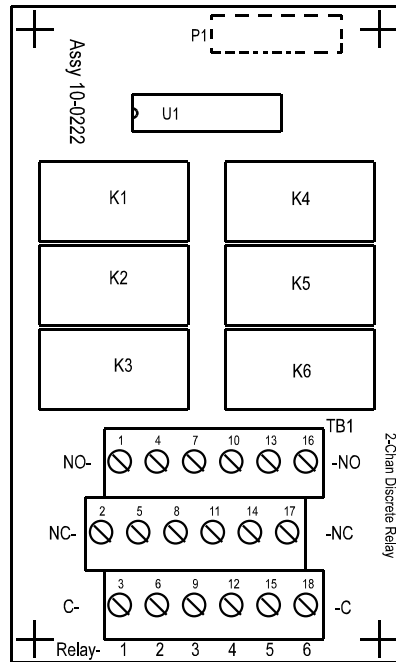 P1
Assy 10-0222
U1
K1 K4
K2 K5
K3 K6
TB1
1 4 7 10 13 16
NO- -NO
2 5 8 11 14 17
NC- -NC
3 6 9 12 15 18
C- -C
Relay- 1 2 3 4 5 6
2-Chan Discrete Relay